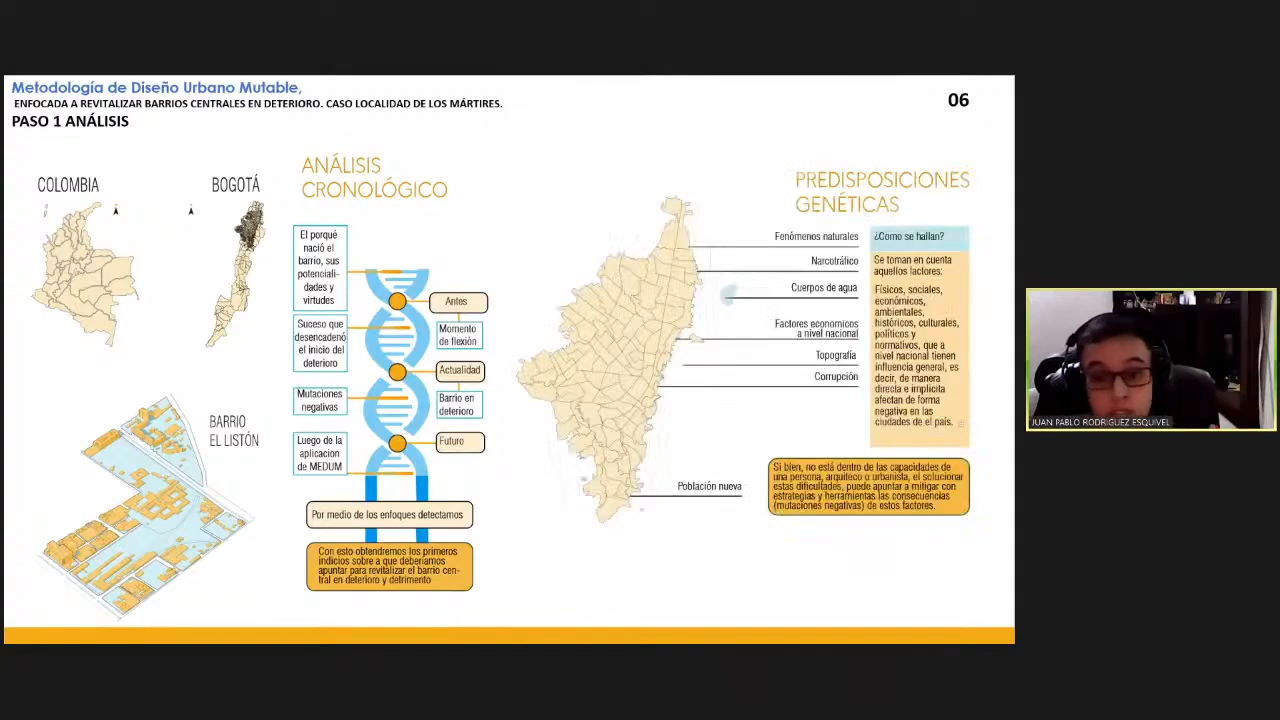 Metodología de Diseño Urbano Mutable,
ENFOCADA A REVITALIZAR BARRIOS CENTRALES EN DETERIORO. CASO LOCALIDAD DE LOS MÁRTIRES.
PASO 1 ANÁLISIS
06
COLOMBIA
BOGOTÁ
BARRIO
EL LISTÓN
ANÁLISIS
CRONOLÓGICO
El porqué
nació el
barrio, sus
potenciali-
dades y
virtudes
Suceso que
desencadenó
el inicio del
deterioro
Mutaciones
negativas
Luego de la
aplicacion
de MEDUM
Antes
Momento
de flexión
Actualidad
Barrio en
deterioro
Futuro
Por medio de los enfoques detectamos
Con esto obtendremos los primeros
indicios sobre a que deberíamos
apuntar para revitalizar el barrio cen-
tral en deterioro y detrimento
PREDISPOSICIONES
GENÉTICAS
Fenómenos naturales
Narcotráfico
Cuerpos de agua
Factores economicos
a nivel nacional
Topografía
Corrupción
Población nueva
¿Como se hallan?
Se toman en cuenta
aquellos factores:
Físicos, sociales,
económicos,
ambientales,
históricos, culturales,
políticos y
normativos, que a
nivel nacional tienen
influencia general, es
decir, de manera
directa e implicita
afectan de forma
negativa en las
ciudades de el país.
Si bien, no está dentro de las capacidades de
una persona, arquiteco o urbanista, el solucionar
estas dificultades, puede apuntar a mitigar con
estrategias y herramientas las consecuencias
(mutaciones negativas) de estos factores.
JUAN PABLO RODRIGUEZ ESQUIVEL